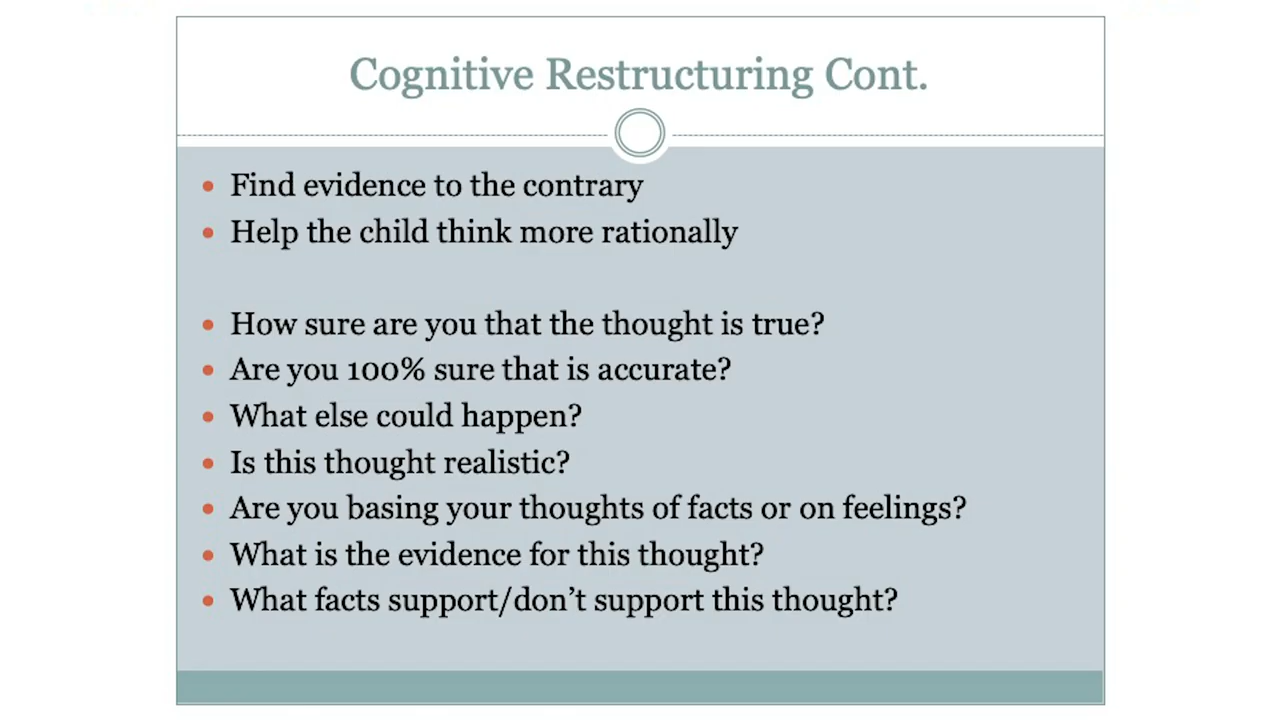 Cognitive Restructuring Cont.
• Find evidence to the contrary
• Help the child think more rationally
• How sure are you that the thought is true?
• Are you 100% sure that is accurate?
• What else could happen?
• Is this thought realistic?
• Are you basing your thoughts of facts or on feelings?
• What is the evidence for this thought?
• What facts support/don’t support this thought?